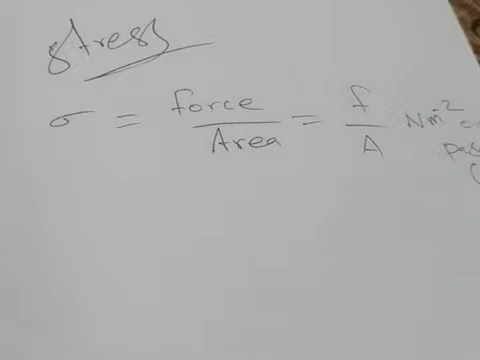 stress
σ = force / Area = f / A Nm⁻²